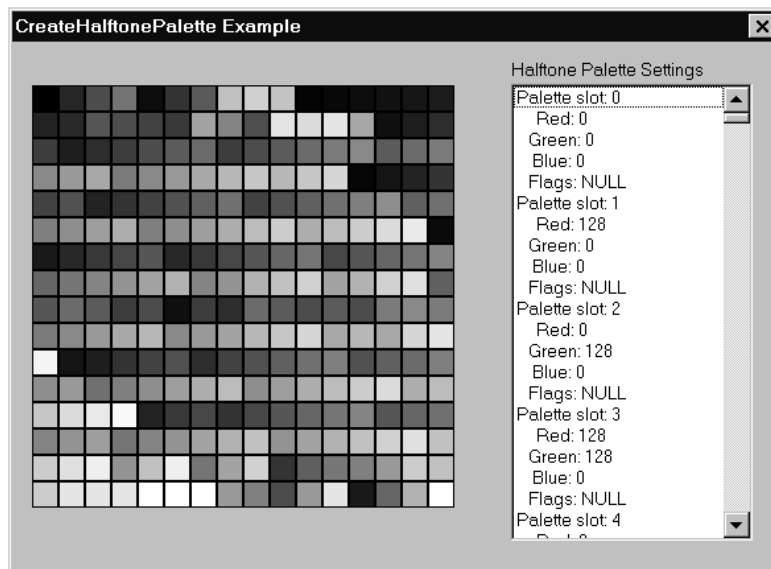 CreateHalftonePalette Example
Halftone Palette Settings
Palette slot: 0
Red: 0
Green: 0
Blue: 0
Flags: NULL
Palette slot: 1
Red: 128
Green: 0
Blue: 0
Flags: NULL
Palette slot: 2
Red: 0
Green: 128
Blue: 0
Flags: NULL
Palette slot: 3
Red: 128
Green: 128
Blue: 0
Flags: NULL
Palette slot: 4